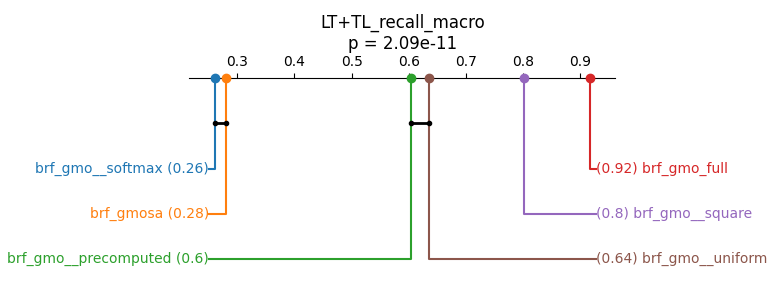 LT+TL_recall_macro
p = 2.09e-11
0.3 0.4 0.5 0.6 0.7 0.8 0.9
brf_gmo__softmax (0.26) (0.92) brf_gmo_full
brf_gmosa (0.28) (0.8) brf_gmo__square
brf_gmo__precomputed (0.6) (0.64) brf_gmo__uniform